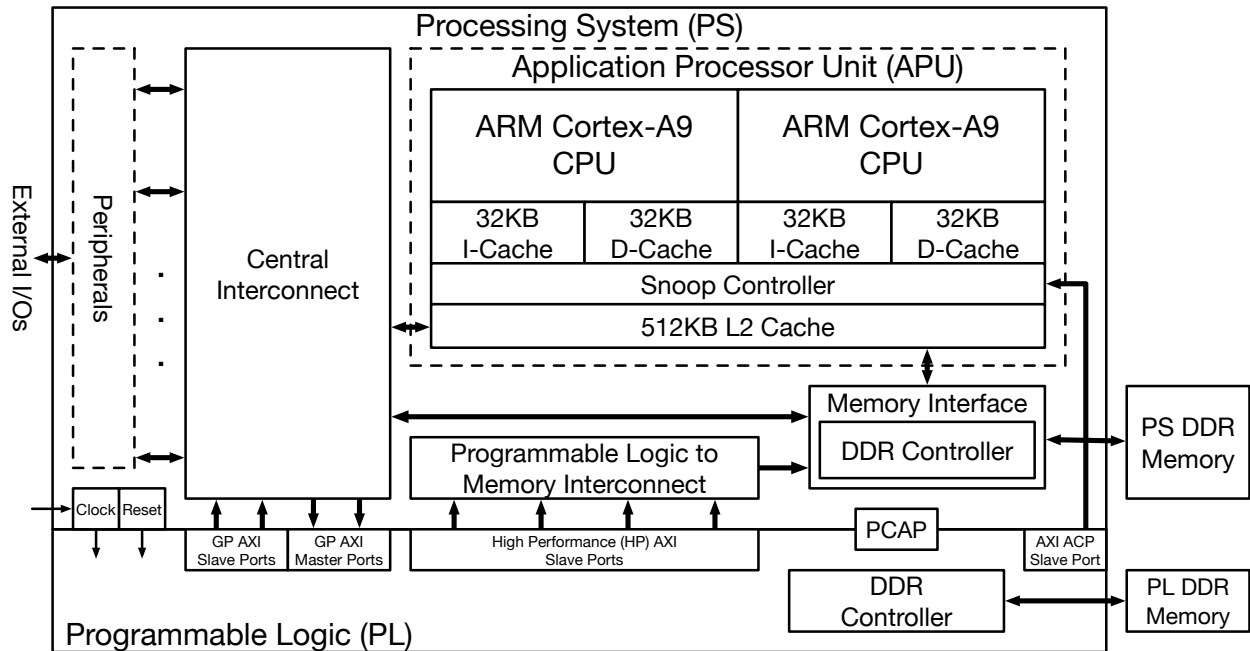 Processing System (PS)
Application Processor Unit (APU)
ARM Cortex-A9
CPU
ARM Cortex-A9
CPU
32KB
I-Cache
32KB
D-Cache
32KB
I-Cache
32KB
D-Cache
Snoop Controller
512KB L2 Cache
External I/Os
Peripherals
. . . .
Central
Interconnect
Memory Interface
DDR Controller
PS DDR
Memory
Programmable Logic to
Memory Interconnect
Clock
Reset
GP AXI
Slave Ports
GP AXI
Master Ports
High Performance (HP) AXI
Slave Ports
PCAP
AXI ACP
Slave Port
DDR
Controller
PL DDR
Memory
Programmable Logic (PL)